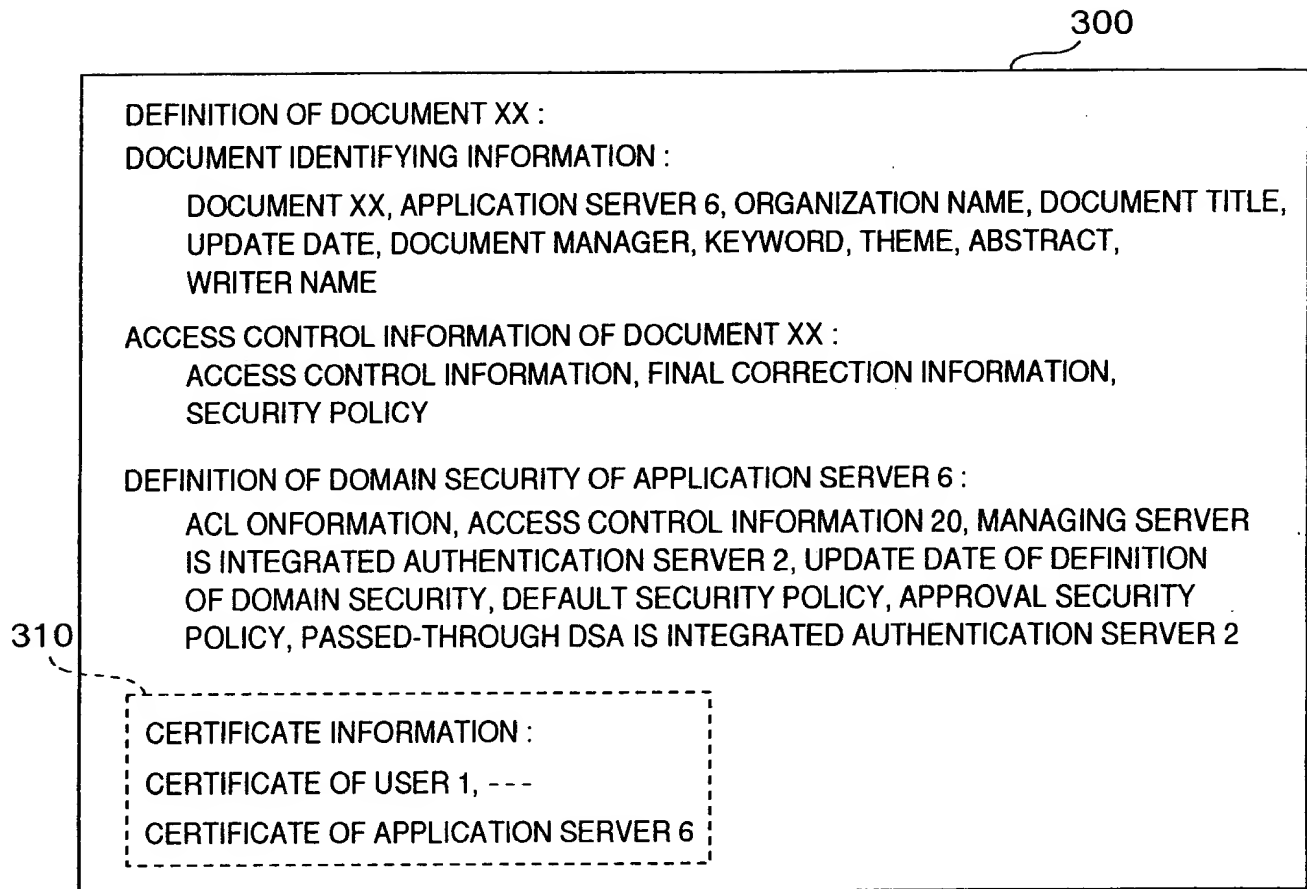 300
DEFINITION OF DOCUMENT XX :
DOCUMENT IDENTIFYING INFORMATION :
DOCUMENT XX, APPLICATION SERVER 6, ORGANIZATION NAME, DOCUMENT TITLE,
UPDATE DATE, DOCUMENT MANAGER, KEYWORD, THEME, ABSTRACT,
WRITER NAME
ACCESS CONTROL INFORMATION OF DOCUMENT XX :
ACCESS CONTROL INFORMATION, FINAL CORRECTION INFORMATION,
SECURITY POLICY
DEFINITION OF DOMAIN SECURITY OF APPLICATION SERVER 6 :
ACL ONFORMATION, ACCESS CONTROL INFORMATION 20, MANAGING SERVER
IS INTEGRATED AUTHENTICATION SERVER 2, UPDATE DATE OF DEFINITION
OF DOMAIN SECURITY, DEFAULT SECURITY POLICY, APPROVAL SECURITY
POLICY, PASSED-THROUGH DSA IS INTEGRATED AUTHENTICATION SERVER 2
310
CERTIFICATE INFORMATION :
CERTIFICATE OF USER 1, ---
CERTIFICATE OF APPLICATION SERVER 6